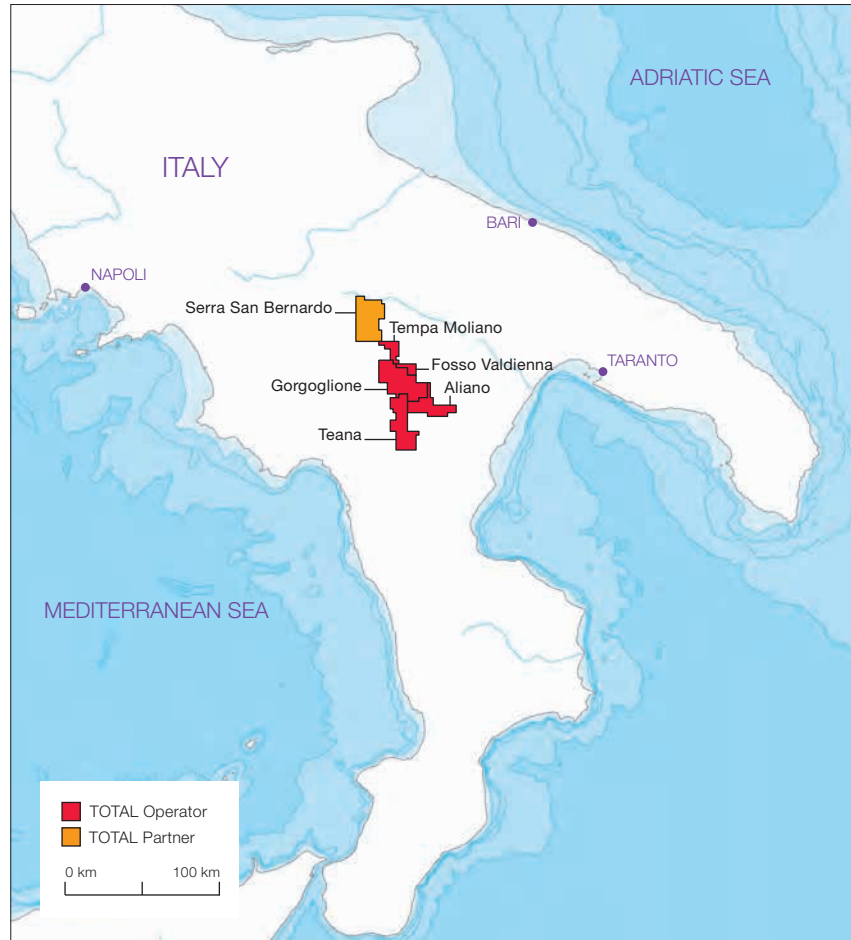 ADRIATIC SEA
ITALY
BARI
NAPOLI
Serra San Bernardo
Tempa Moliano
Fosso Valdienna
TARANTO
Gorgoglione
Aliano
Teana
MEDITERRANEAN SEA
TOTAL Operator
TOTAL Partner
0 km 100 km